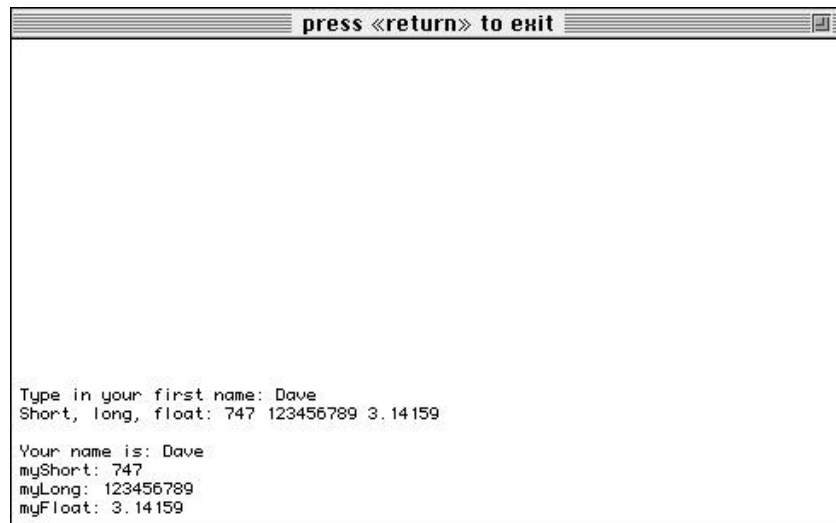 press «return» to exit
Type in your first name: Dave
Short, long, float: 747 123456789 3.14159
Your name is: Dave
myShort: 747
myLong: 123456789
myFloat: 3.14159